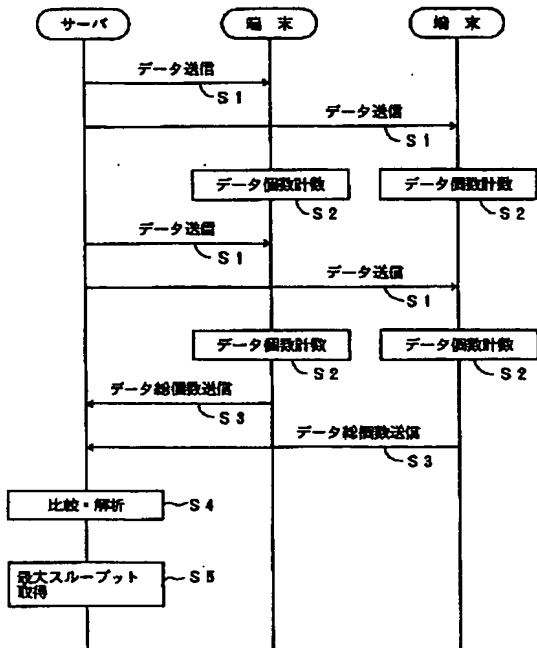 サーバ
端 末
端 末
データ送信
S1
データ送信
S1
データ個数計数
S2
データ個数計数
S2
データ送信
S1
データ送信
S1
データ個数計数
S2
データ個数計数
S2
データ総個数送信
S3
データ総個数送信
S3
比較・解析
S4
最大スループット
取得
S5